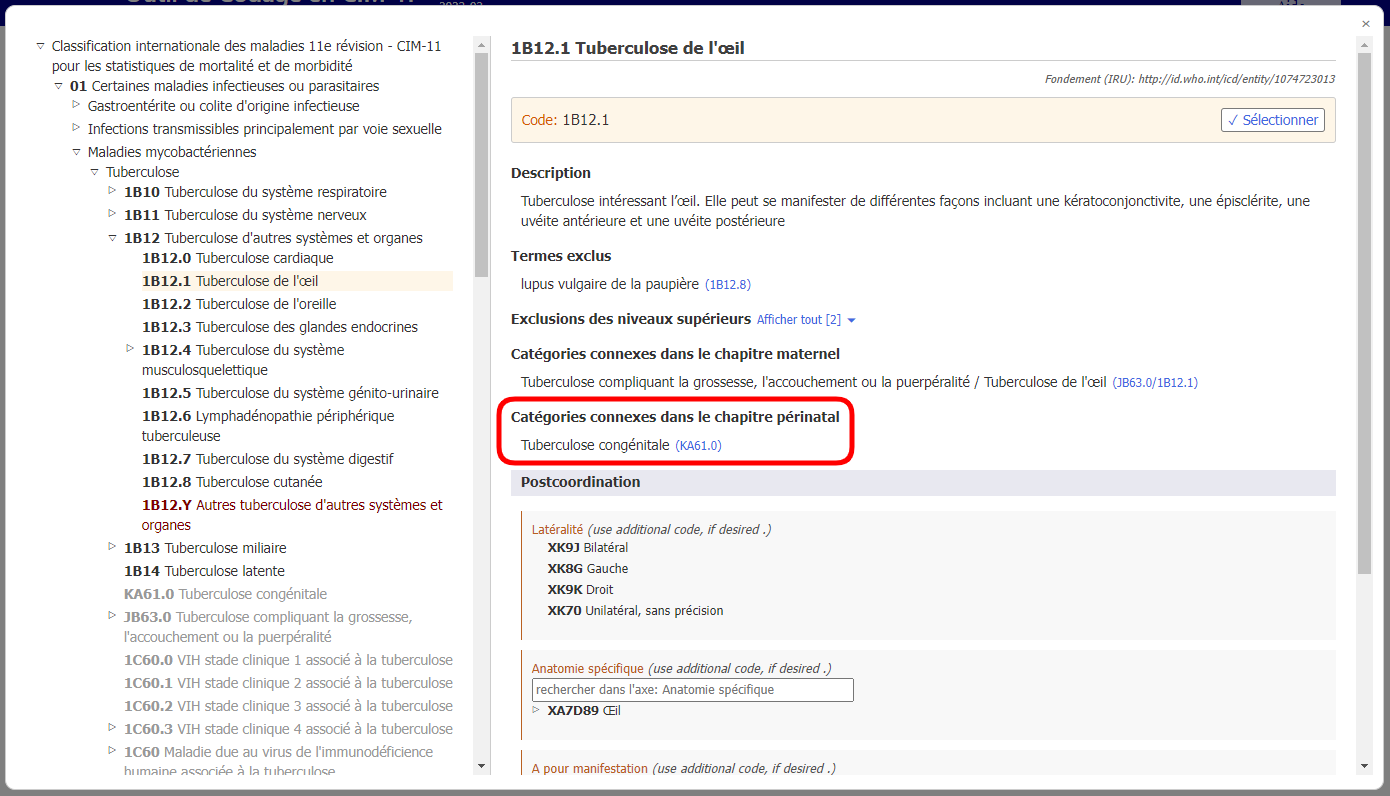 2022-02
×
Classification internationale des maladies 11e révision - CIM-11
pour les statistiques de mortalité et de morbidité
01 Certaines maladies infectieuses ou parasitaires
Gastroentérite ou colite d'origine infectieuse
Infections transmissibles principalement par voie sexuelle
Maladies mycobactériennes
Tuberculose
1B10 Tuberculose du système respiratoire
1B11 Tuberculose du système nerveux
1B12 Tuberculose d'autres systèmes et organes
1B12.0 Tuberculose cardiaque
1B12.1 Tuberculose de l'œil
1B12.2 Tuberculose de l'oreille
1B12.3 Tuberculose des glandes endocrines
1B12.4 Tuberculose du système
musculosquelettique
1B12.5 Tuberculose du système génito-urinaire
1B12.6 Lymphadénopathie périphérique
tuberculeuse
1B12.7 Tuberculose du système digestif
1B12.8 Tuberculose cutanée
1B12.Y Autres tuberculose d'autres systèmes et
organes
1B13 Tuberculose miliaire
1B14 Tuberculose latente
KA61.0 Tuberculose congénitale
JB63.0 Tuberculose compliquant la grossesse,
l'accouchement ou la puerpéralité
1C60.0 VIH stade clinique 1 associé à la tuberculose
1C60.1 VIH stade clinique 2 associé à la tuberculose
1C60.2 VIH stade clinique 3 associé à la tuberculose
1C60.3 VIH stade clinique 4 associé à la tuberculose
1C60 Maladie due au virus de l'immunodéficience
humaine associée à la tuberculose
1B12.1 Tuberculose de l'œil
Fondement (IRU): http://id.who.int/icd/entity/1074723013
Code: 1B12.1
✓ Sélectionner
Description
Tuberculose intéressant l’œil. Elle peut se manifester de différentes façons incluant une kératoconjonctivite, une épisclérite, une
uvéite antérieure et une uvéite postérieure
Termes exclus
lupus vulgaire de la paupière (1B12.8)
Exclusions des niveaux supérieurs Afficher tout [2]
Catégories connexes dans le chapitre maternel
Tuberculose compliquant la grossesse, l'accouchement ou la puerpéralité / Tuberculose de l'œil (JB63.0/1B12.1)
Catégories connexes dans le chapitre périnatal
Tuberculose congénitale (KA61.0)
Postcoordination
Latéralité (use additional code, if desired .)
XK9J Bilatéral
XK8G Gauche
XK9K Droit
XK70 Unilatéral, sans précision
Anatomie spécifique (use additional code, if desired .)
rechercher dans l'axe: Anatomie spécifique
XA7D89 Œil
A pour manifestation (use additional code, if desired .)